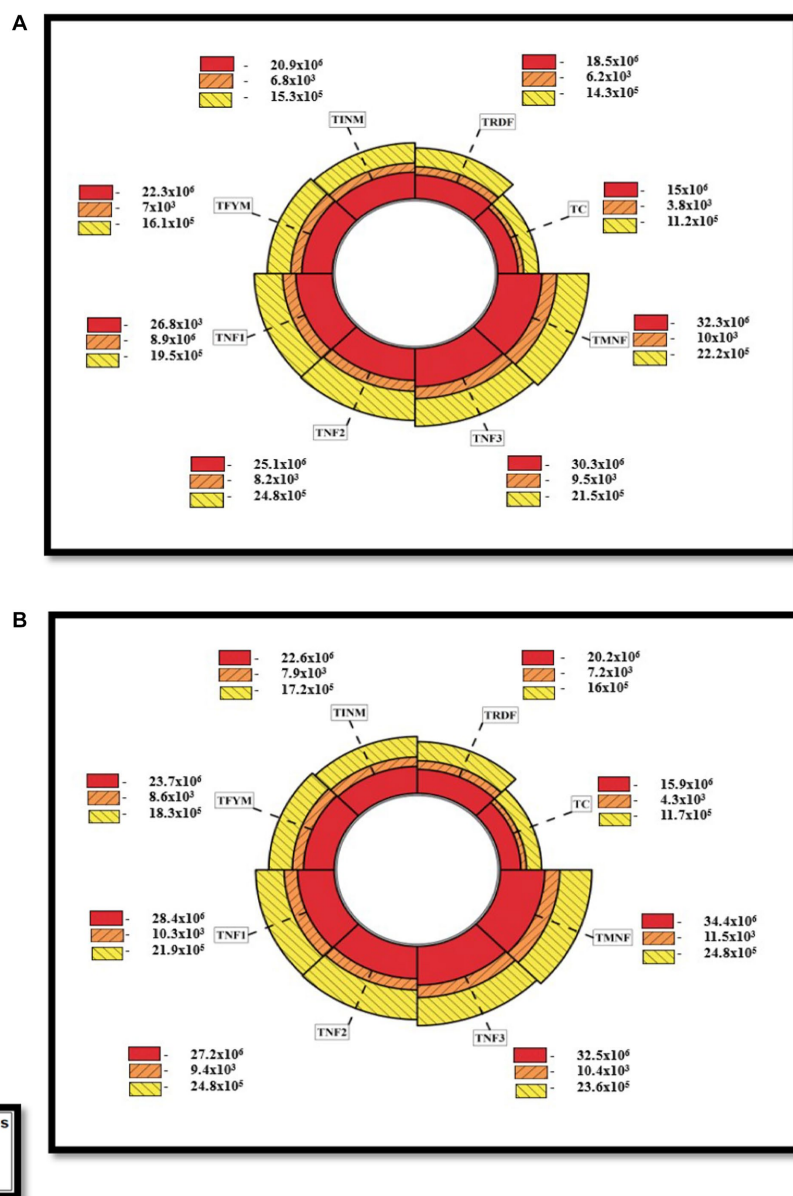 A
- 20.9x10⁶
- 6.8x10³
- 15.3x10⁵
- 18.5x10⁶
- 6.2x10³
- 14.3x10⁵
TINM
TRDF
- 22.3x10⁶
- 7x10³
- 16.1x10⁵
TFYM
TC
- 15x10⁶
- 3.8x10³
- 11.2x10⁵
- 26.8x10³
- 8.9x10⁶
- 19.5x10⁵
TNF1
TMNF
- 32.3x10⁶
- 10x10³
- 22.2x10⁵
TNF2
TNF3
- 25.1x10⁶
- 8.2x10³
- 24.8x10⁵
- 30.3x10⁶
- 9.5x10³
- 21.5x10⁵
B
- 22.6x10⁶
- 7.9x10³
- 17.2x10⁵
- 20.2x10⁶
- 7.2x10³
- 16x10⁵
TINM
TRDF
- 23.7x10⁶
- 8.6x10³
- 18.3x10⁵
TFYM
TC
- 15.9x10⁶
- 4.3x10³
- 11.7x10⁵
- 28.4x10⁶
- 10.3x10³
- 21.9x10⁵
TNF1
TMNF
- 34.4x10⁶
- 11.5x10³
- 24.8x10⁵
TNF2
TNF3
- 27.2x10⁶
- 9.4x10³
- 24.8x10⁵
- 32.5x10⁶
- 10.4x10³
- 23.6x10⁵
s